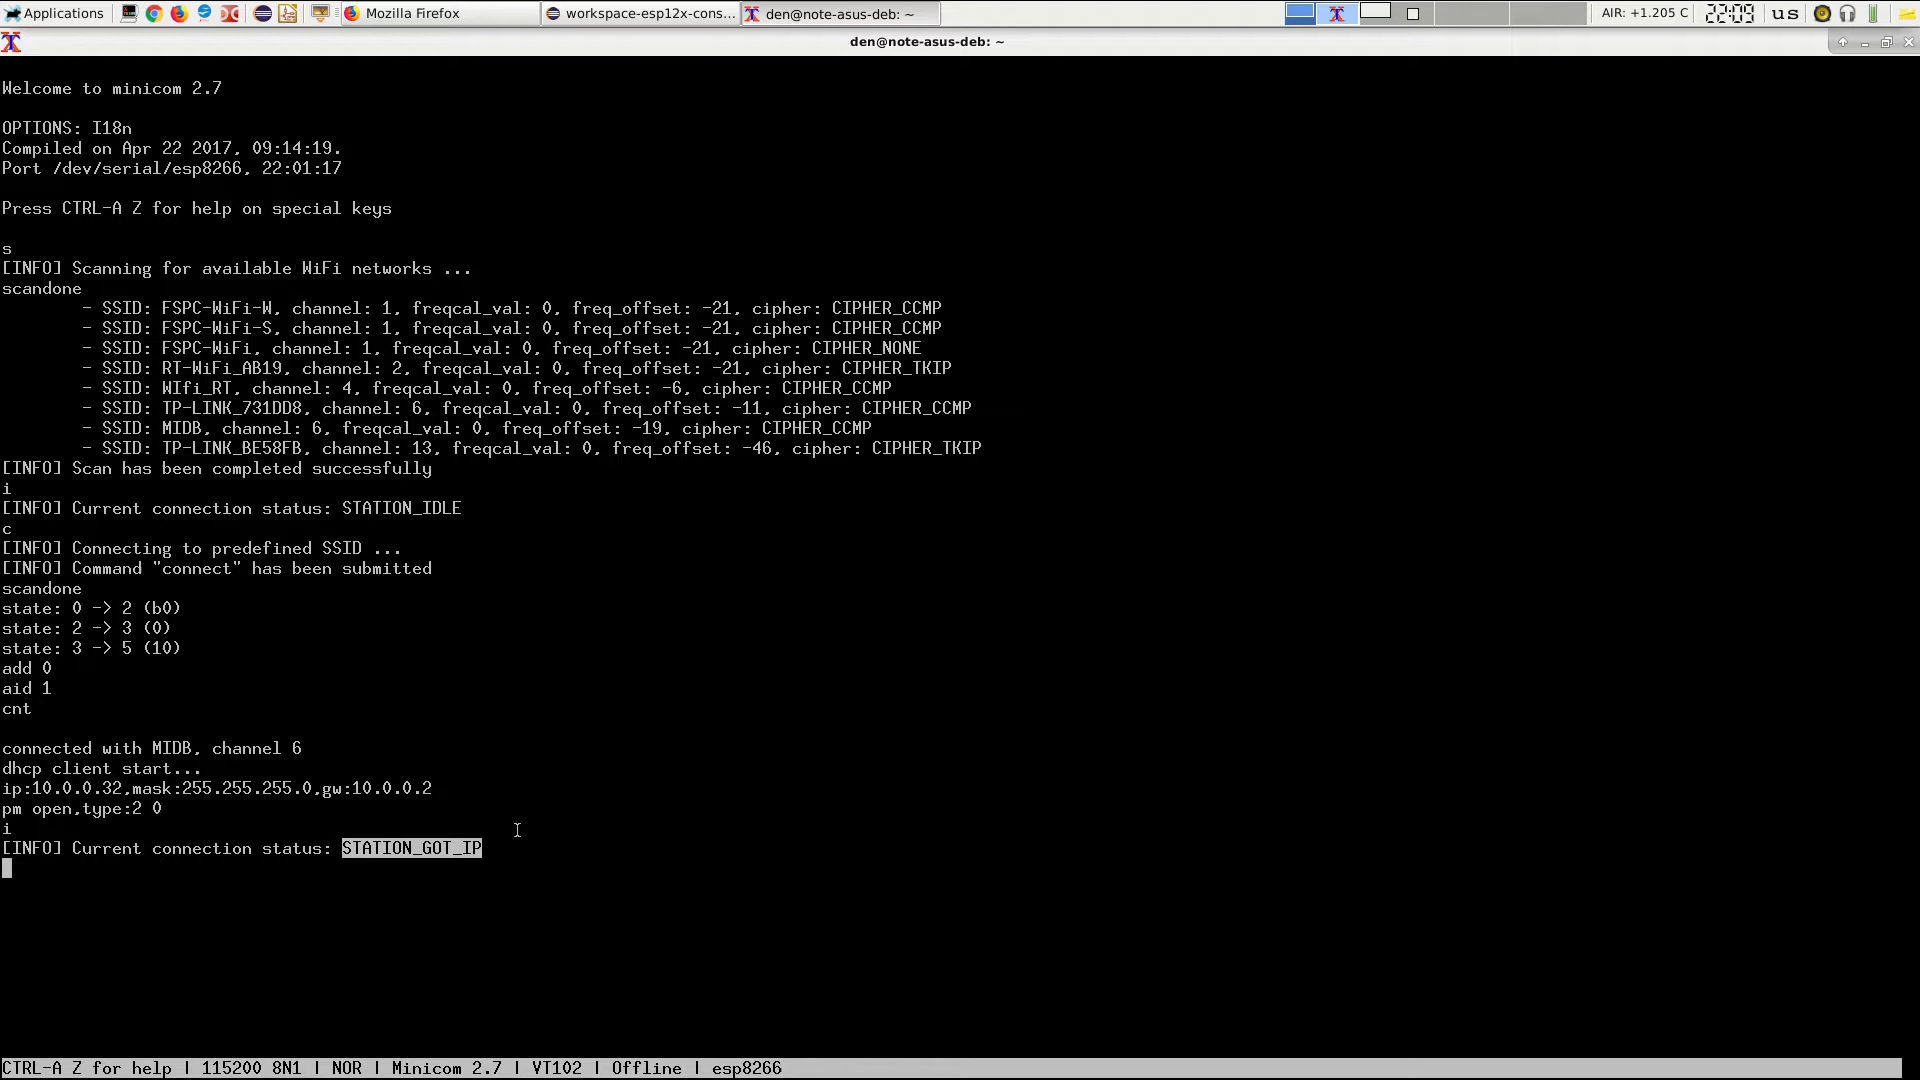 Applications
Mozilla Firefox
workspace-esp12x-cons...
den@note-asus-deb: ~
AIR: +1.205 C
22:09
us
den@note-asus-deb: ~
Welcome to minicom 2.7
OPTIONS: I18n
Compiled on Apr 22 2017, 09:14:19.
Port /dev/serial/esp8266, 22:01:17
Press CTRL-A Z for help on special keys
s
[INFO] Scanning for available WiFi networks ...
scandone
- SSID: FSPC-WiFi-W, channel: 1, freqcal_val: 0, freq_offset: -21, cipher: CIPHER_CCMP
- SSID: FSPC-WiFi-S, channel: 1, freqcal_val: 0, freq_offset: -21, cipher: CIPHER_CCMP
- SSID: FSPC-WiFi, channel: 1, freqcal_val: 0, freq_offset: -21, cipher: CIPHER_NONE
- SSID: RT-WiFi_AB19, channel: 2, freqcal_val: 0, freq_offset: -21, cipher: CIPHER_TKIP
- SSID: WIfi_RT, channel: 4, freqcal_val: 0, freq_offset: -6, cipher: CIPHER_CCMP
- SSID: TP-LINK_731DD8, channel: 6, freqcal_val: 0, freq_offset: -11, cipher: CIPHER_CCMP
- SSID: MIDB, channel: 6, freqcal_val: 0, freq_offset: -19, cipher: CIPHER_CCMP
- SSID: TP-LINK_BE58FB, channel: 13, freqcal_val: 0, freq_offset: -46, cipher: CIPHER_TKIP
[INFO] Scan has been completed successfully
i
[INFO] Current connection status: STATION_IDLE
c
[INFO] Connecting to predefined SSID ...
[INFO] Command "connect" has been submitted
scandone
state: 0 -> 2 (b0)
state: 2 -> 3 (0)
state: 3 -> 5 (10)
add 0
aid 1
cnt
connected with MIDB, channel 6
dhcp client start...
ip:10.0.0.32,mask:255.255.255.0,gw:10.0.0.2
pm open,type:2 0
i
[INFO] Current connection status: STATION_GOT_IP
CTRL-A Z for help | 115200 8N1 | NOR | Minicom 2.7 | VT102 | Offline | esp8266